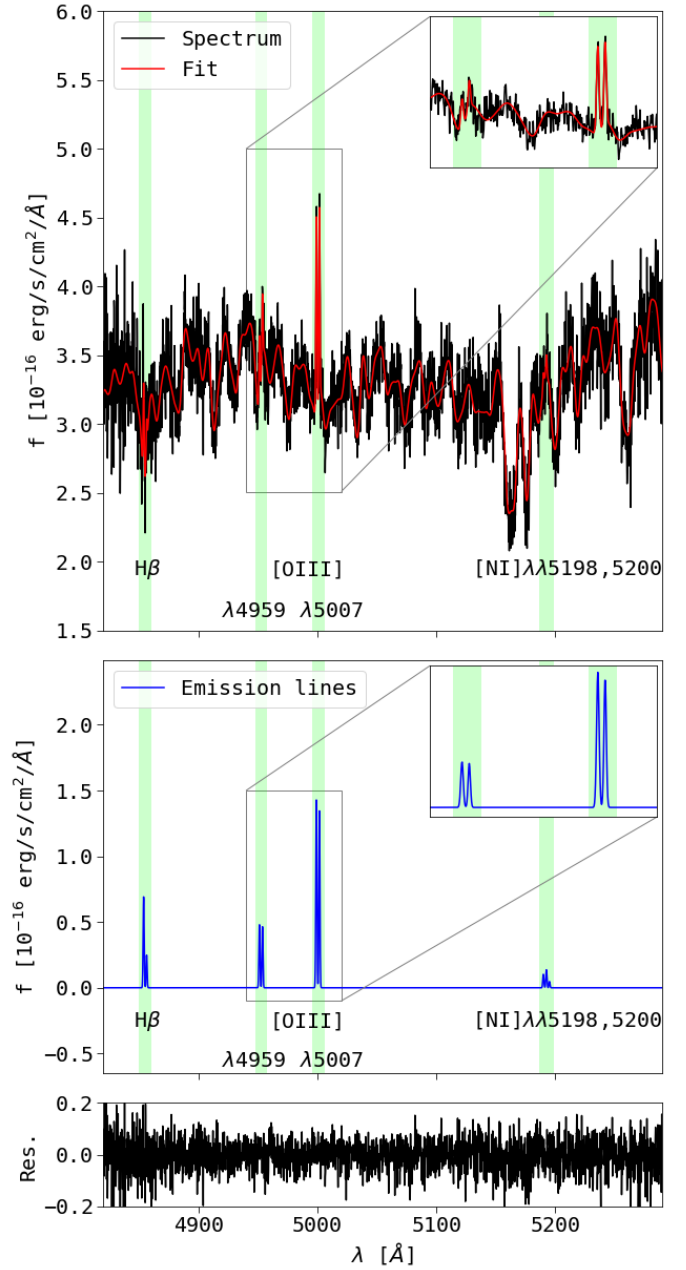 6.0
5.5
5.0
4.5
4.0
3.5
3.0
2.5
2.0
1.5
f [10⁻¹⁶ erg/s/cm²/Å]
Spectrum
Fit
Hβ [OIII] [NI]λλ5198,5200
λ4959 λ5007
2.0
1.5
1.0
0.5
0.0
−0.5
f [10⁻¹⁶ erg/s/cm²/Å]
Emission lines
Hβ [OIII] [NI]λλ5198,5200
λ4959 λ5007
0.2
0.0
−0.2
Res.
4900 5000 5100 5200
λ [Å]